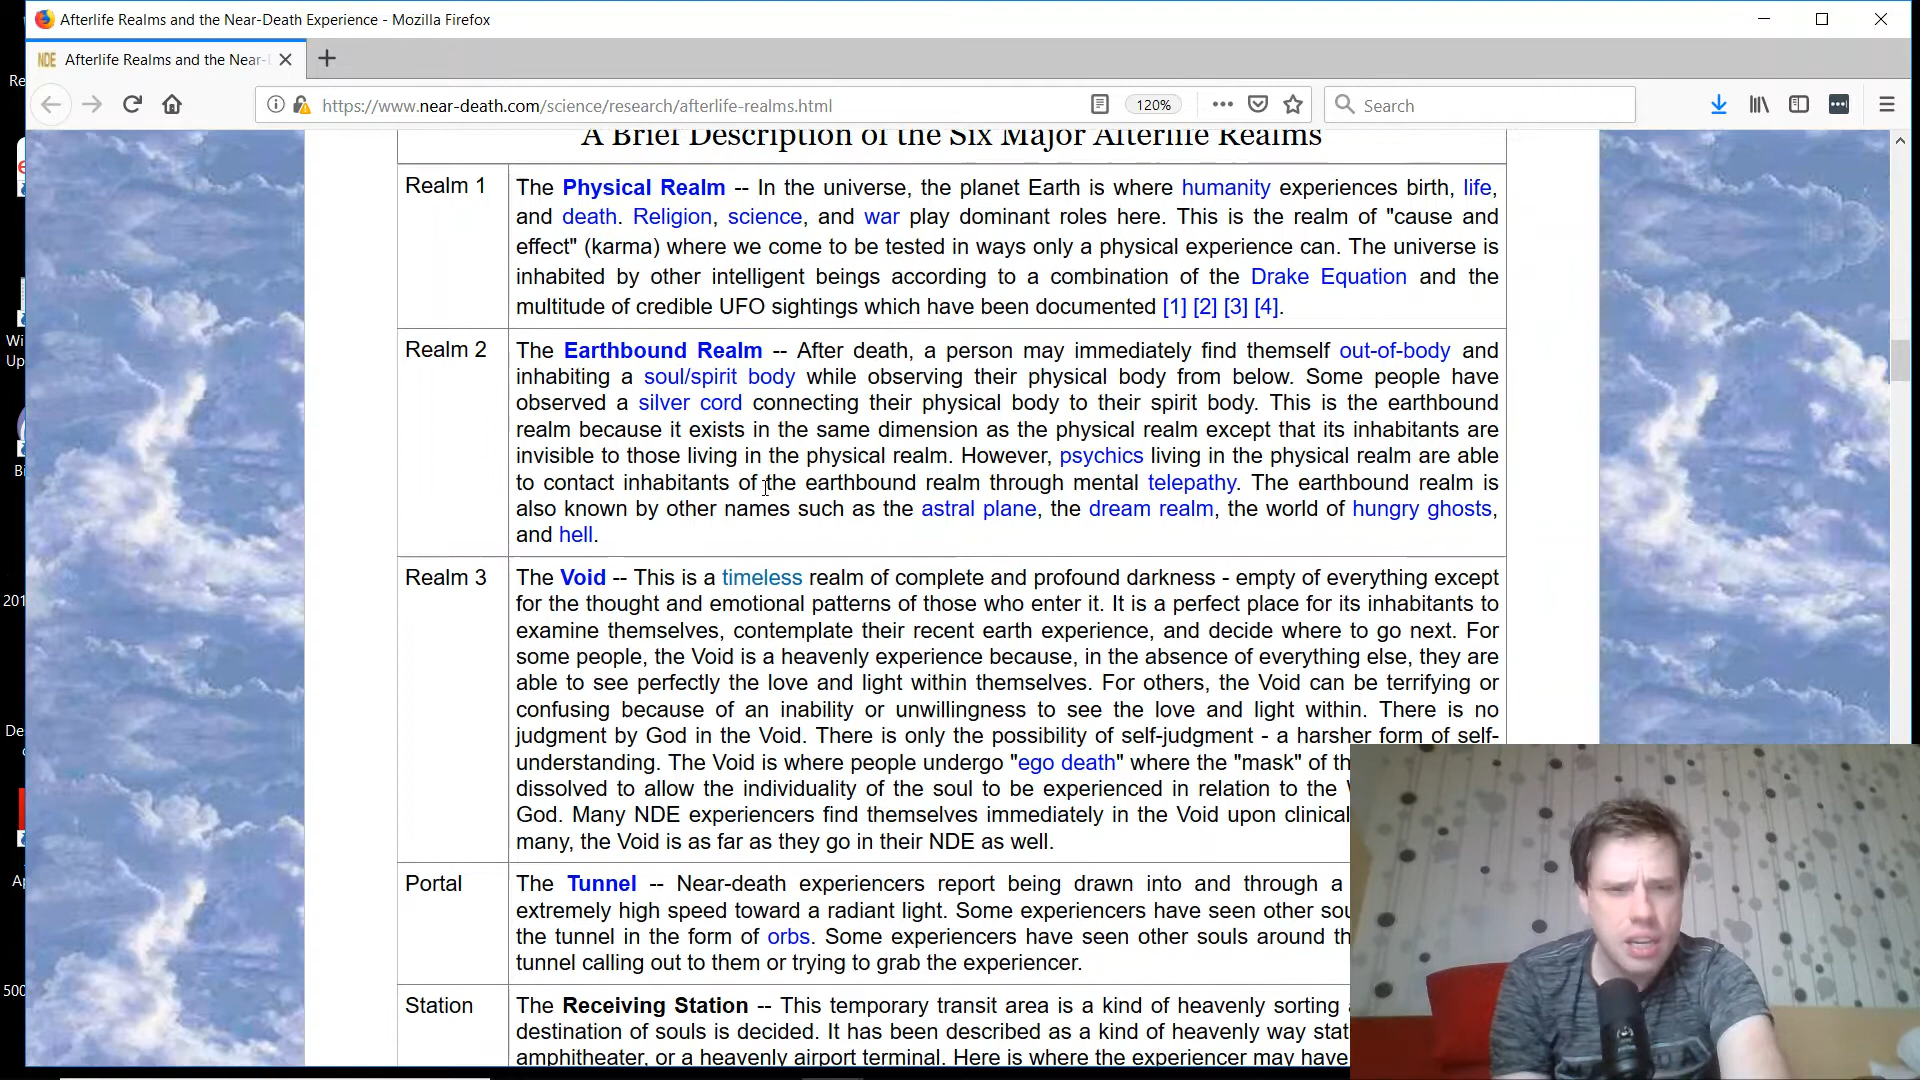 Afterlife Realms and the Near-Death Experience - Mozilla Firefox
NDE Afterlife Realms and the Near-
https://www.near-death.com/science/research/afterlife-realms.html
120%
Search
A Brief Description of the Six Major Afterlife Realms
Realm 1
The Physical Realm -- In the universe, the planet Earth is where humanity experiences birth, life,
and death. Religion, science, and war play dominant roles here. This is the realm of "cause and
effect" (karma) where we come to be tested in ways only a physical experience can. The universe is
inhabited by other intelligent beings according to a combination of the Drake Equation and the
multitude of credible UFO sightings which have been documented [1] [2] [3] [4].
Realm 2
The Earthbound Realm -- After death, a person may immediately find themself out-of-body and
inhabiting a soul/spirit body while observing their physical body from below. Some people have
observed a silver cord connecting their physical body to their spirit body. This is the earthbound
realm because it exists in the same dimension as the physical realm except that its inhabitants are
invisible to those living in the physical realm. However, psychics living in the physical realm are able
to contact inhabitants of the earthbound realm through mental telepathy. The earthbound realm is
also known by other names such as the astral plane, the dream realm, the world of hungry ghosts,
and hell.
Realm 3
The Void -- This is a timeless realm of complete and profound darkness - empty of everything except
for the thought and emotional patterns of those who enter it. It is a perfect place for its inhabitants to
examine themselves, contemplate their recent earth experience, and decide where to go next. For
some people, the Void is a heavenly experience because, in the absence of everything else, they are
able to see perfectly the love and light within themselves. For others, the Void can be terrifying or
confusing because of an inability or unwillingness to see the love and light within. There is no
judgment by God in the Void. There is only the possibility of self-judgment - a harsher form of self-
understanding. The Void is where people undergo "ego death" where the "mask" of th
dissolved to allow the individuality of the soul to be experienced in relation to the
God. Many NDE experiencers find themselves immediately in the Void upon clinical
many, the Void is as far as they go in their NDE as well.
Portal
The Tunnel -- Near-death experiencers report being drawn into and through a
extremely high speed toward a radiant light. Some experiencers have seen other sou
the tunnel in the form of orbs. Some experiencers have seen other souls around th
tunnel calling out to them or trying to grab the experiencer.
Station
The Receiving Station -- This temporary transit area is a kind of heavenly sorting
destination of souls is decided. It has been described as a kind of heavenly way stat
amphitheater, or a heavenly airport terminal. Here is where the experiencer may have
Re
Wi
Up
Bi
201
De
Ap
500